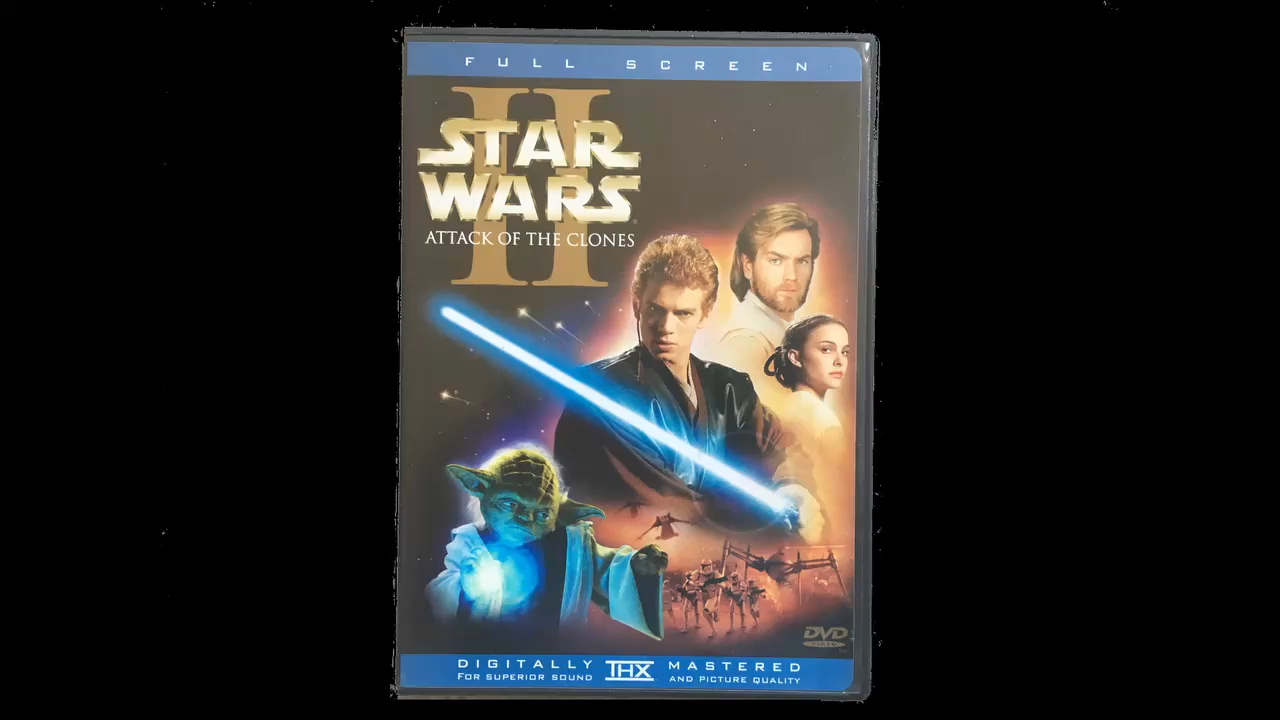 FULL SCREEN
II
STAR
WARS
ATTACK OF THE CLONES
DVD
VIDEO
DIGITALLY THX MASTERED
FOR SUPERIOR SOUND AND PICTURE QUALITY